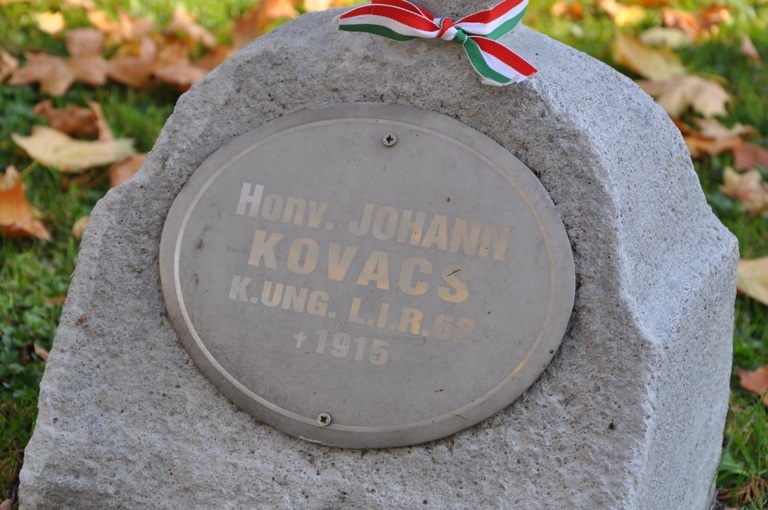 Honv. JOHANN
KOVACS
K.UNG. L.I.R.62
† 1915